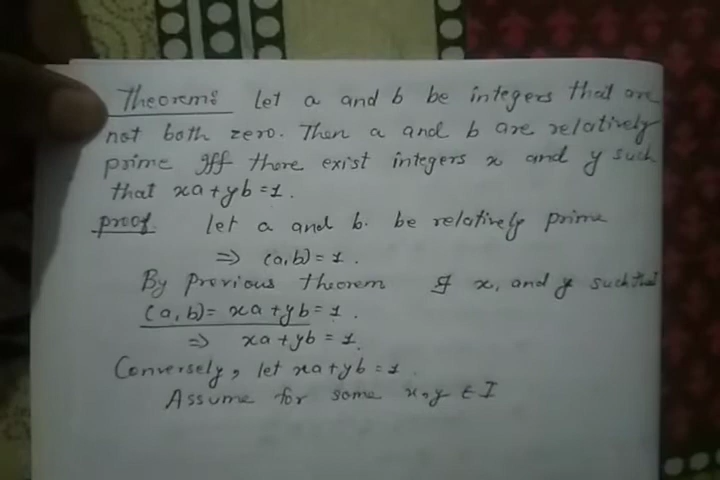 Theorem: Let a and b be integers that are
not both zero. Then a and b are relatively
prime iff there exist integers x and y such
that xa+yb=1.
proof. let a and b. be relatively prime
⇒ (a,b)=1.
By Previous theorem ∃ x, and y such that
(a,b)=xa+yb=1.
⇒ xa+yb=1.
Conversely, let xa+yb=1.
Assume for some x,y ∈ I